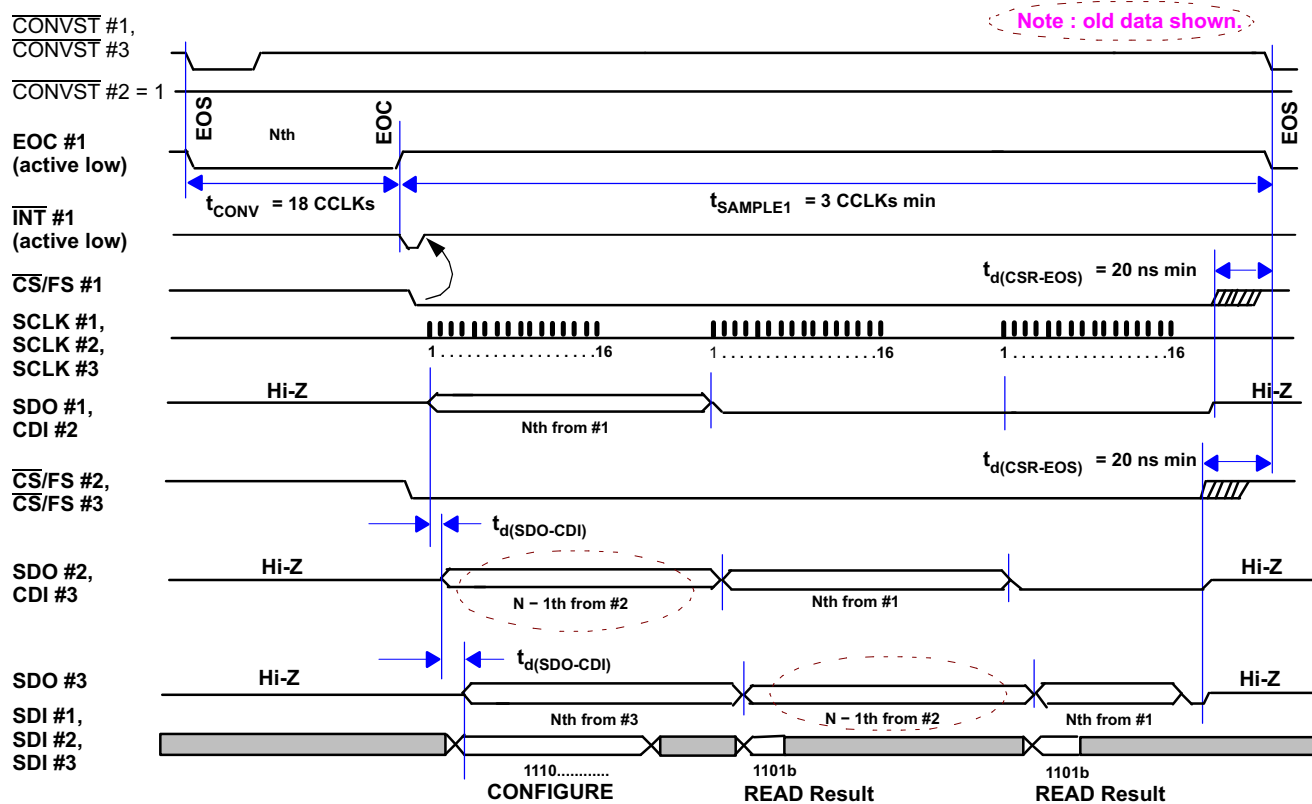 CONVST #1,
CONVST #3
Note : old data shown.
CONVST #2 = 1
EOS
Nth
EOC
EOS
EOC #1
(active low)
tCONV = 18 CCLKs
tSAMPLE1 = 3 CCLKs min
INT #1
(active low)
td(CSR-EOS) = 20 ns min
CS/FS #1
SCLK #1,
SCLK #2,
SCLK #3
1 . . . . . . . . . . . . . . . . . . 16
1 . . . . . . . . . . . . . . . . . . 16
1 . . . . . . . . . . . . . . . . . . 16
Hi-Z
Hi-Z
SDO #1,
CDI #2
Nth from #1
td(CSR-EOS) = 20 ns min
CS/FS #2,
CS/FS #3
td(SDO-CDI)
SDO #2,
CDI #3
Hi-Z
Hi-Z
N − 1th from #2
Nth from #1
td(SDO-CDI)
SDO #3
Hi-Z
Hi-Z
Nth from #3
N − 1th from #2
Nth from #1
SDI #1,
SDI #2,
SDI #3
1110............
1101b
1101b
CONFIGURE
READ Result
READ Result